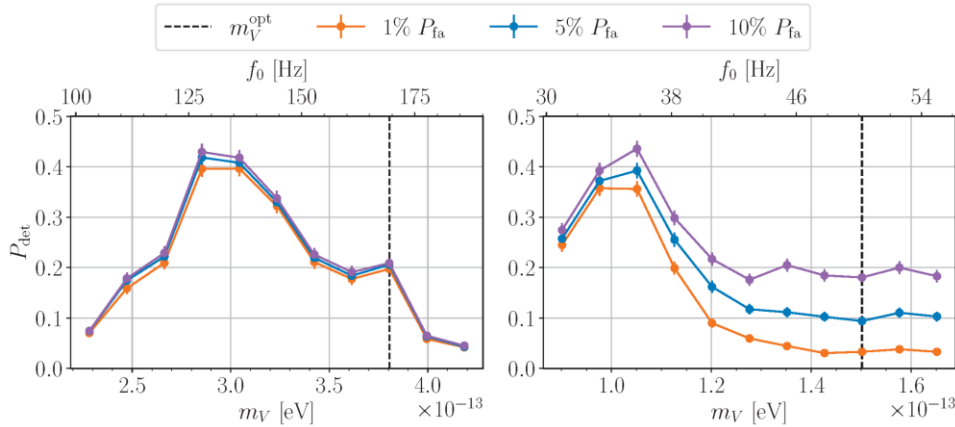 m_V^opt 1% P_fa 5% P_fa 10% P_fa
f_0 [Hz] f_0 [Hz]
102 128 153 175 30 38 46 54
0.5 0.5
0.4 0.4
0.3 0.3
0.2 0.2
0.1 0.1
0.0 0.0
P_det
2.5 3.0 3.5 4.0 1.0 1.2 1.4 1.6
m_V [eV] ×10^−13 m_V [eV] ×10^−13